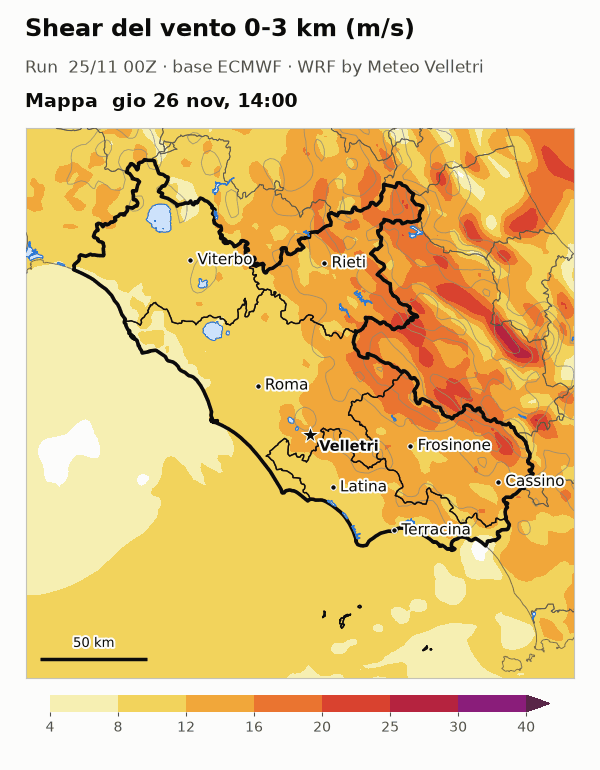 Shear del vento 0-3 km (m/s)
Run  25/11 00Z · base ECMWF · WRF by Meteo Velletri
Mappa  gio 26 nov, 14:00
Viterbo
Rieti
Roma
Velletri
Frosinone
Latina
Cassino
Terracina
50 km
4 8 12 16 20 25 30 40